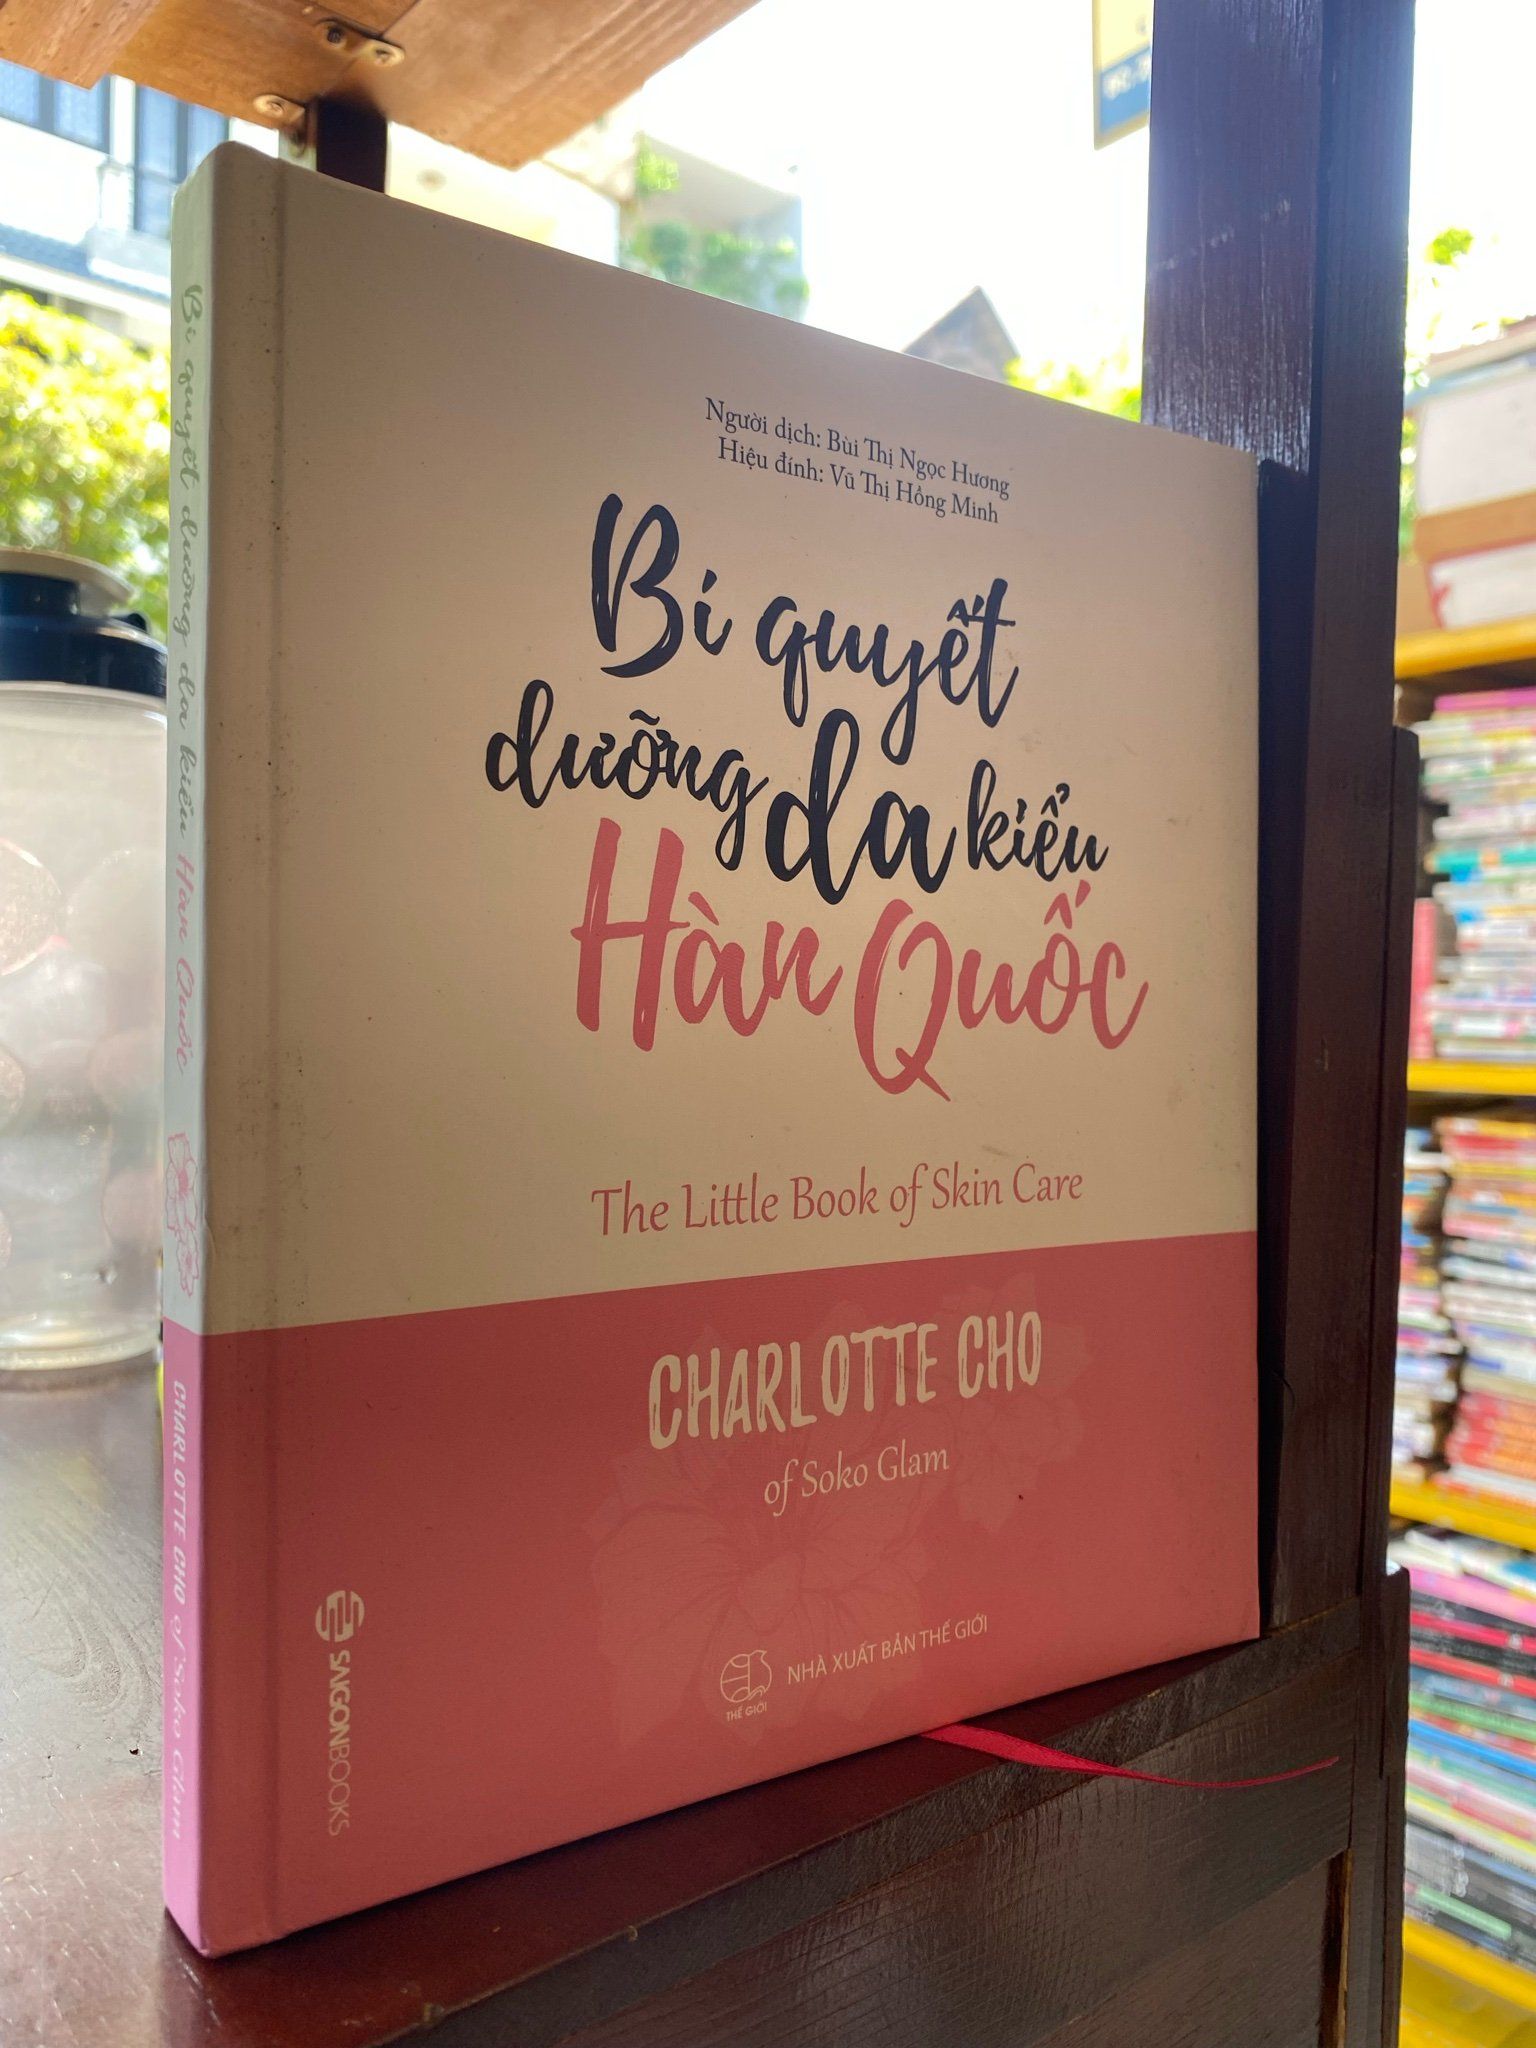 Người dịch: Bùi Thị Ngọc Hương
Hiệu đính: Vũ Thị Hồng Minh
Bí quyết
dưỡng da kiểu
Hàn Quốc
The Little Book of Skin Care
CHARLOTTE CHO
of Soko Glam
SAIGONBOOKS
THẾ GIỚI
NHÀ XUẤT BẢN THẾ GIỚI
Bí quyết dưỡng da kiểu Hàn Quốc
CHARLOTTE CHO of Soko Glam